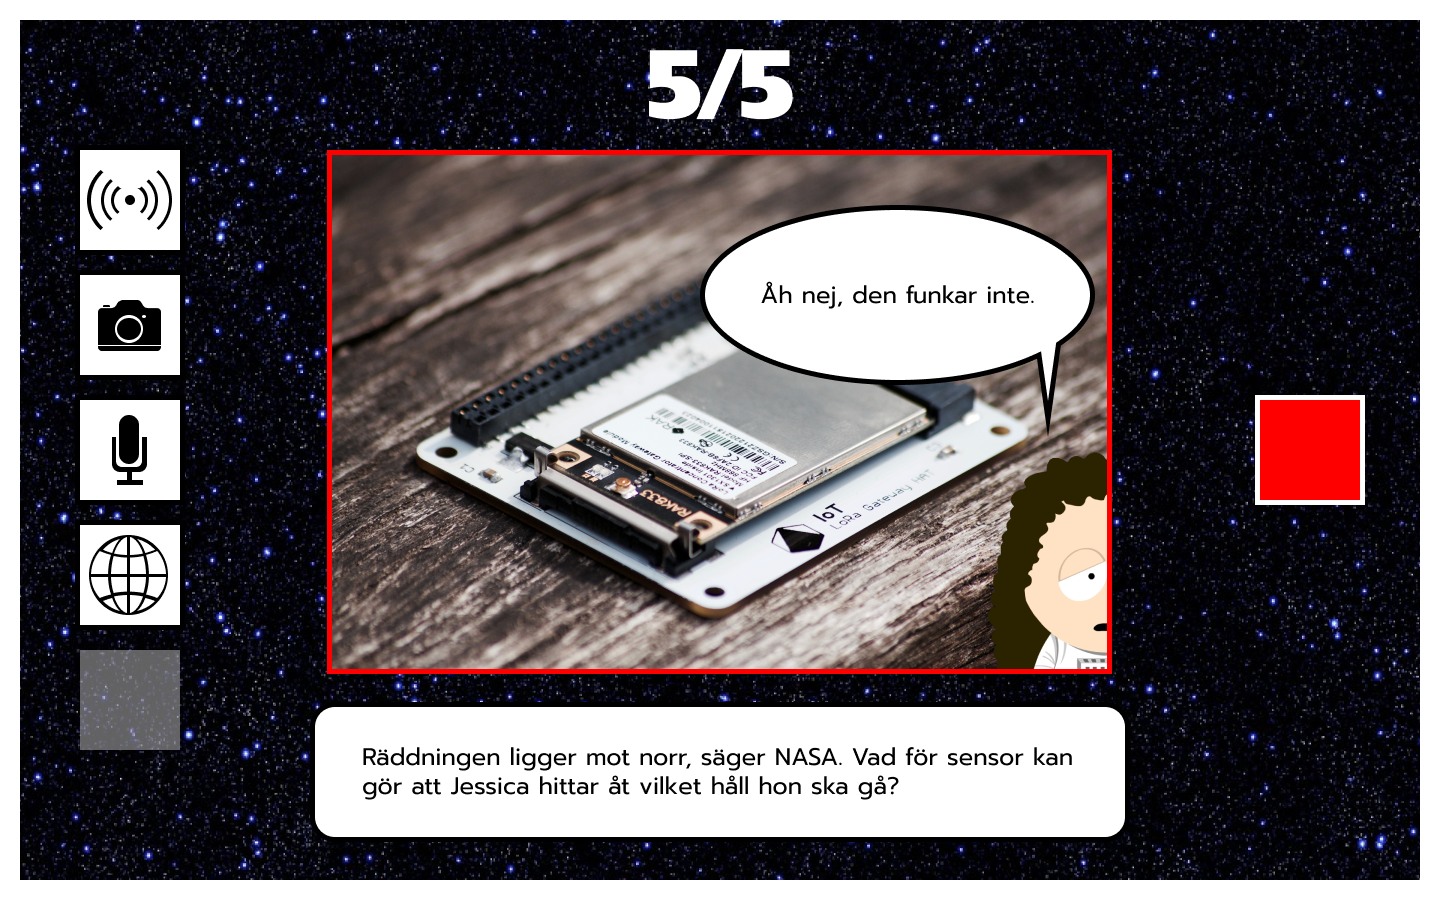 5/5
Åh nej, den funkar inte.
RAK833
IoT
LoRa Gateway HAT
Räddningen ligger mot norr, säger NASA. Vad för sensor kan
gör att Jessica hittar åt vilket håll hon ska gå?